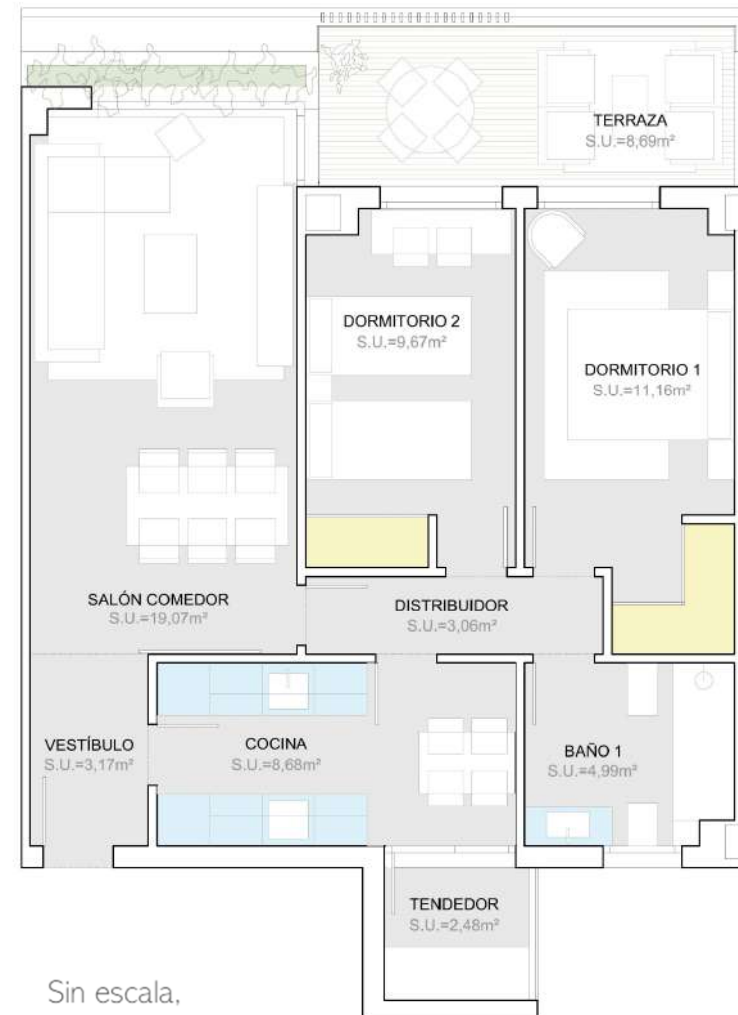 TERRAZA
S.U.=8,69m²
DORMITORIO 2
S.U.=9,67m²
DORMITORIO 1
S.U.=11,16m²
SALÓN COMEDOR
S.U.=19,07m²
DISTRIBUIDOR
S.U.=3,06m²
VESTÍBULO
S.U.=3,17m²
COCINA
S.U.=8,68m²
BAÑO 1
S.U.=4,99m²
TENDEDOR
S.U.=2,48m²
Sin escala,